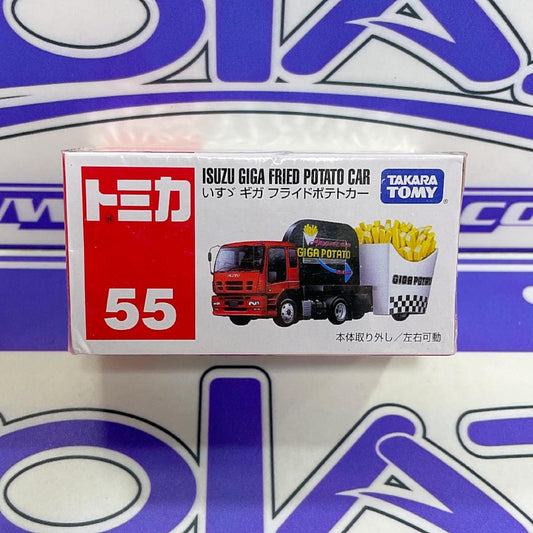 トミカ
55
ISUZU GIGA FRIED POTATO CAR
いすゞ ギガ フライドポテトカー
TAKARA
TOMY
GIGA POTATO
ISUZU
GIGA POTATO
本体取り外し/左右可動